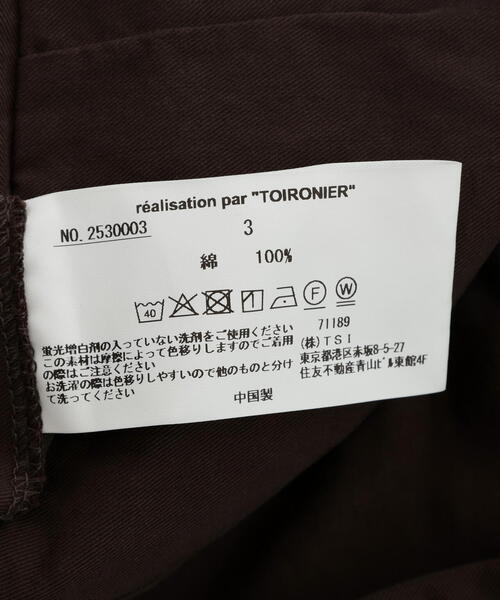 réalisation par "TOIRONIER"
NO.2530003 3
綿 100%
40 F W
蛍光増白剤の入っていない洗剤をご使用ください
この素材は摩擦によって色移りしますのでご着用
の際はご注意ください
お洗濯の際は色移りしやすいので他のものと分け
て洗ってください
71189
(株)TSI
東京都港区赤坂8-5-27
住友不動産青山ﾋﾞﾙ東館4F
中国製